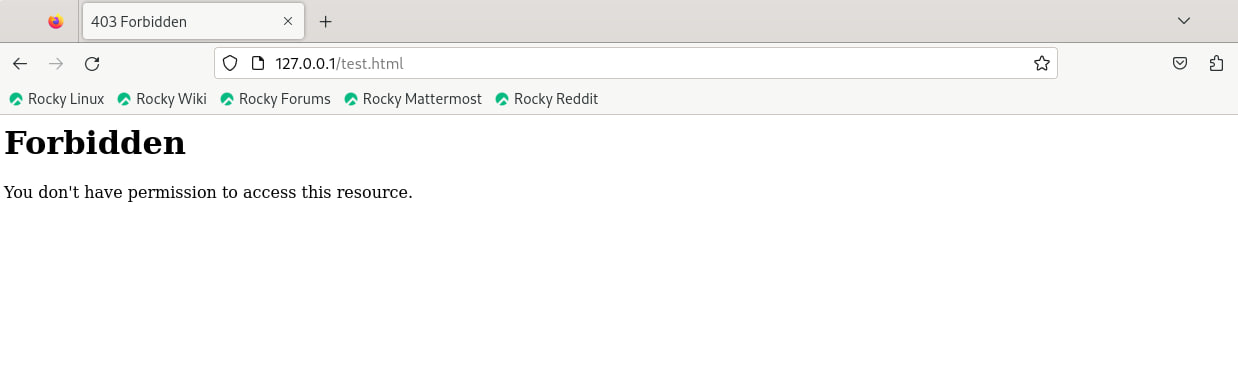 403 Forbidden
127.0.0.1/test.html
Rocky Linux Rocky Wiki Rocky Forums Rocky Mattermost Rocky Reddit
Forbidden
You don't have permission to access this resource.